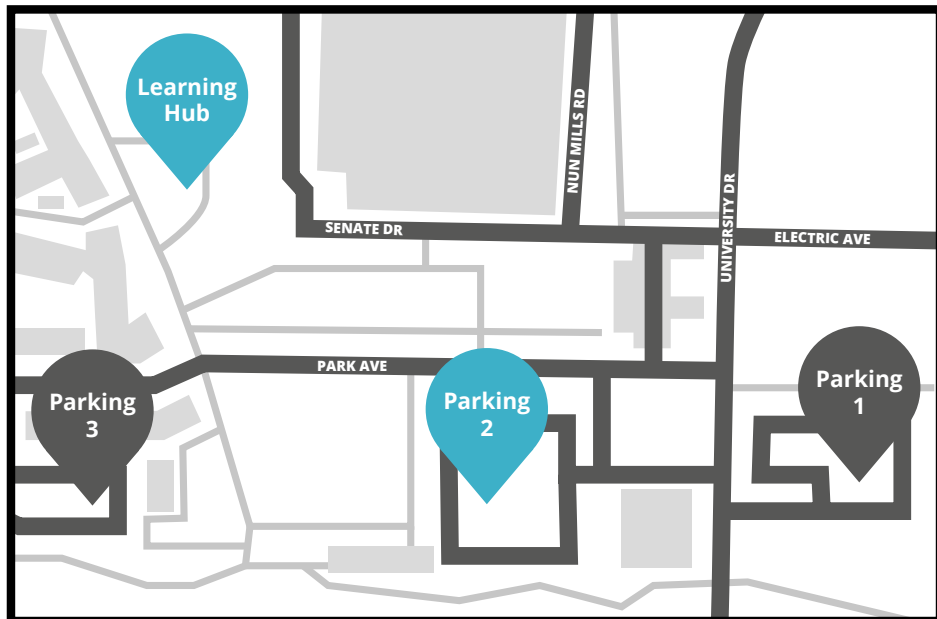 Learning
Hub
NUN MILLS RD
UNIVERSITY DR
SENATE DR
ELECTRIC AVE
PARK AVE
Parking
1
Parking
2
Parking
3